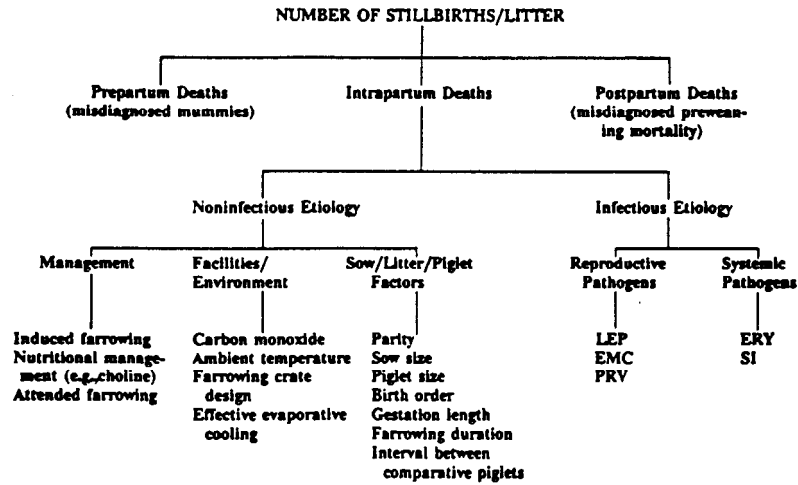 NUMBER OF STILLBIRTHS/LITTER
Prepartum Deaths
(misdiagnosed mummies)
Intrapartum Deaths
Postpartum Deaths
(misdiagnosed prewean-
ing mortality)
Noninfectious Etiology
Infectious Etiology
Management
Facilities/
Environment
Sow/Litter/Piglet
Factors
Reproductive
Pathogens
Systemic
Pathogens
Induced farrowing
Nutritional manage-
ment (e.g.,choline)
Attended farrowing
Carbon monoxide
Ambient temperature
Farrowing crate
design
Effective evaporative
cooling
Parity
Sow size
Piglet size
Birth order
Gestation length
Farrowing duration
Interval between
comparative piglets
LEP
EMC
PRV
ERY
SI